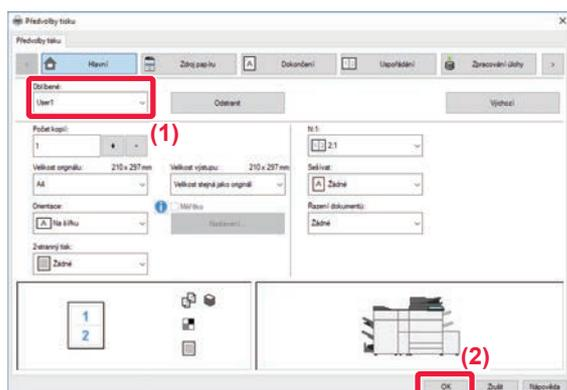 Předvolby tisku
Předvolby tisku
Hlavní Zdroj papíru Dokončení Uspořádání Zpracování úlohy
Oblíbené:
User1 Odstranit Výchozí
(1)
Počet kopií: N:1:
1 2:1
Velikost originálu: 210 x 297 mm Velikost výstupu: 210 x 297 mm Sešívat:
A4 Velikost stejná jako originál Žádné
Orientace: Měřítko Řazení dokumentů:
Na šířku Nastavení... Žádné
2stranný tisk:
Žádné
1
2
(2)
OK Zrušit Nápověda